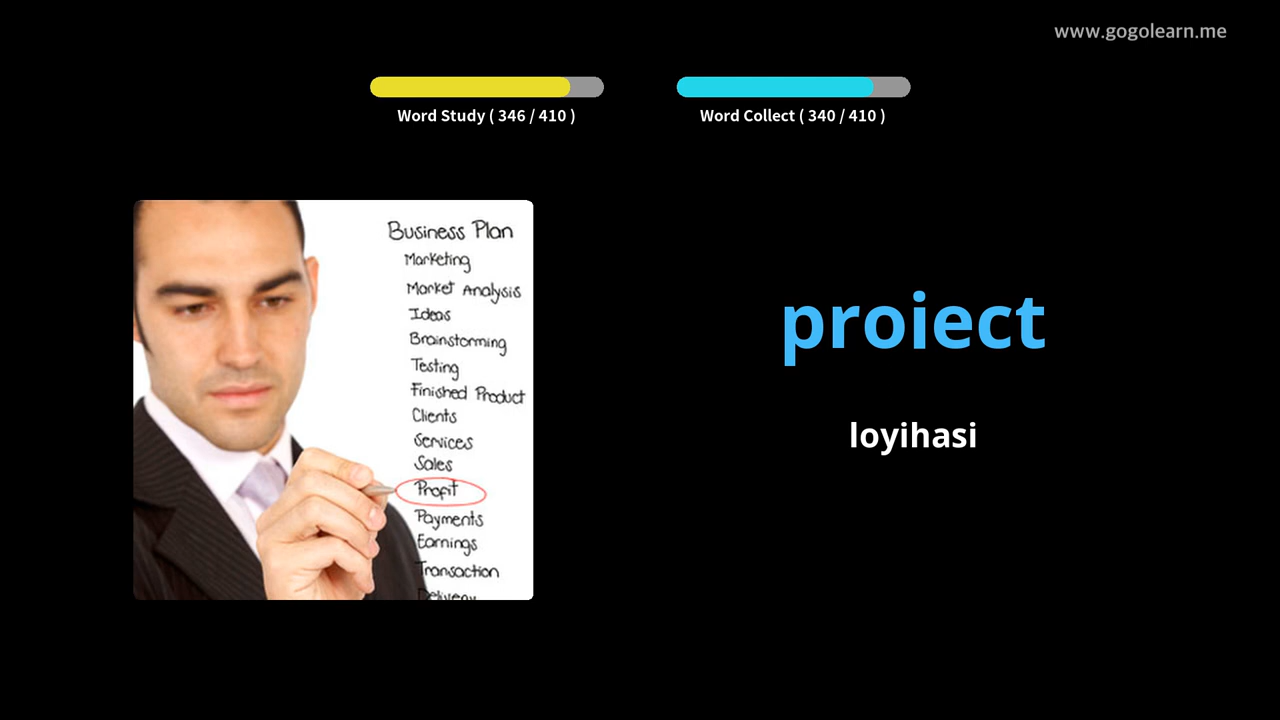 www.gogolearn.me
Word Study ( 346 / 410 )
Word Collect ( 340 / 410 )
Business Plan
Marketing
Market Analysis
Ideas
Brainstorming
Testing
Finished Product
Clients
Services
Sales
Profit
Payments
Earnings
Transaction
Delivery
proiect
loyihasi